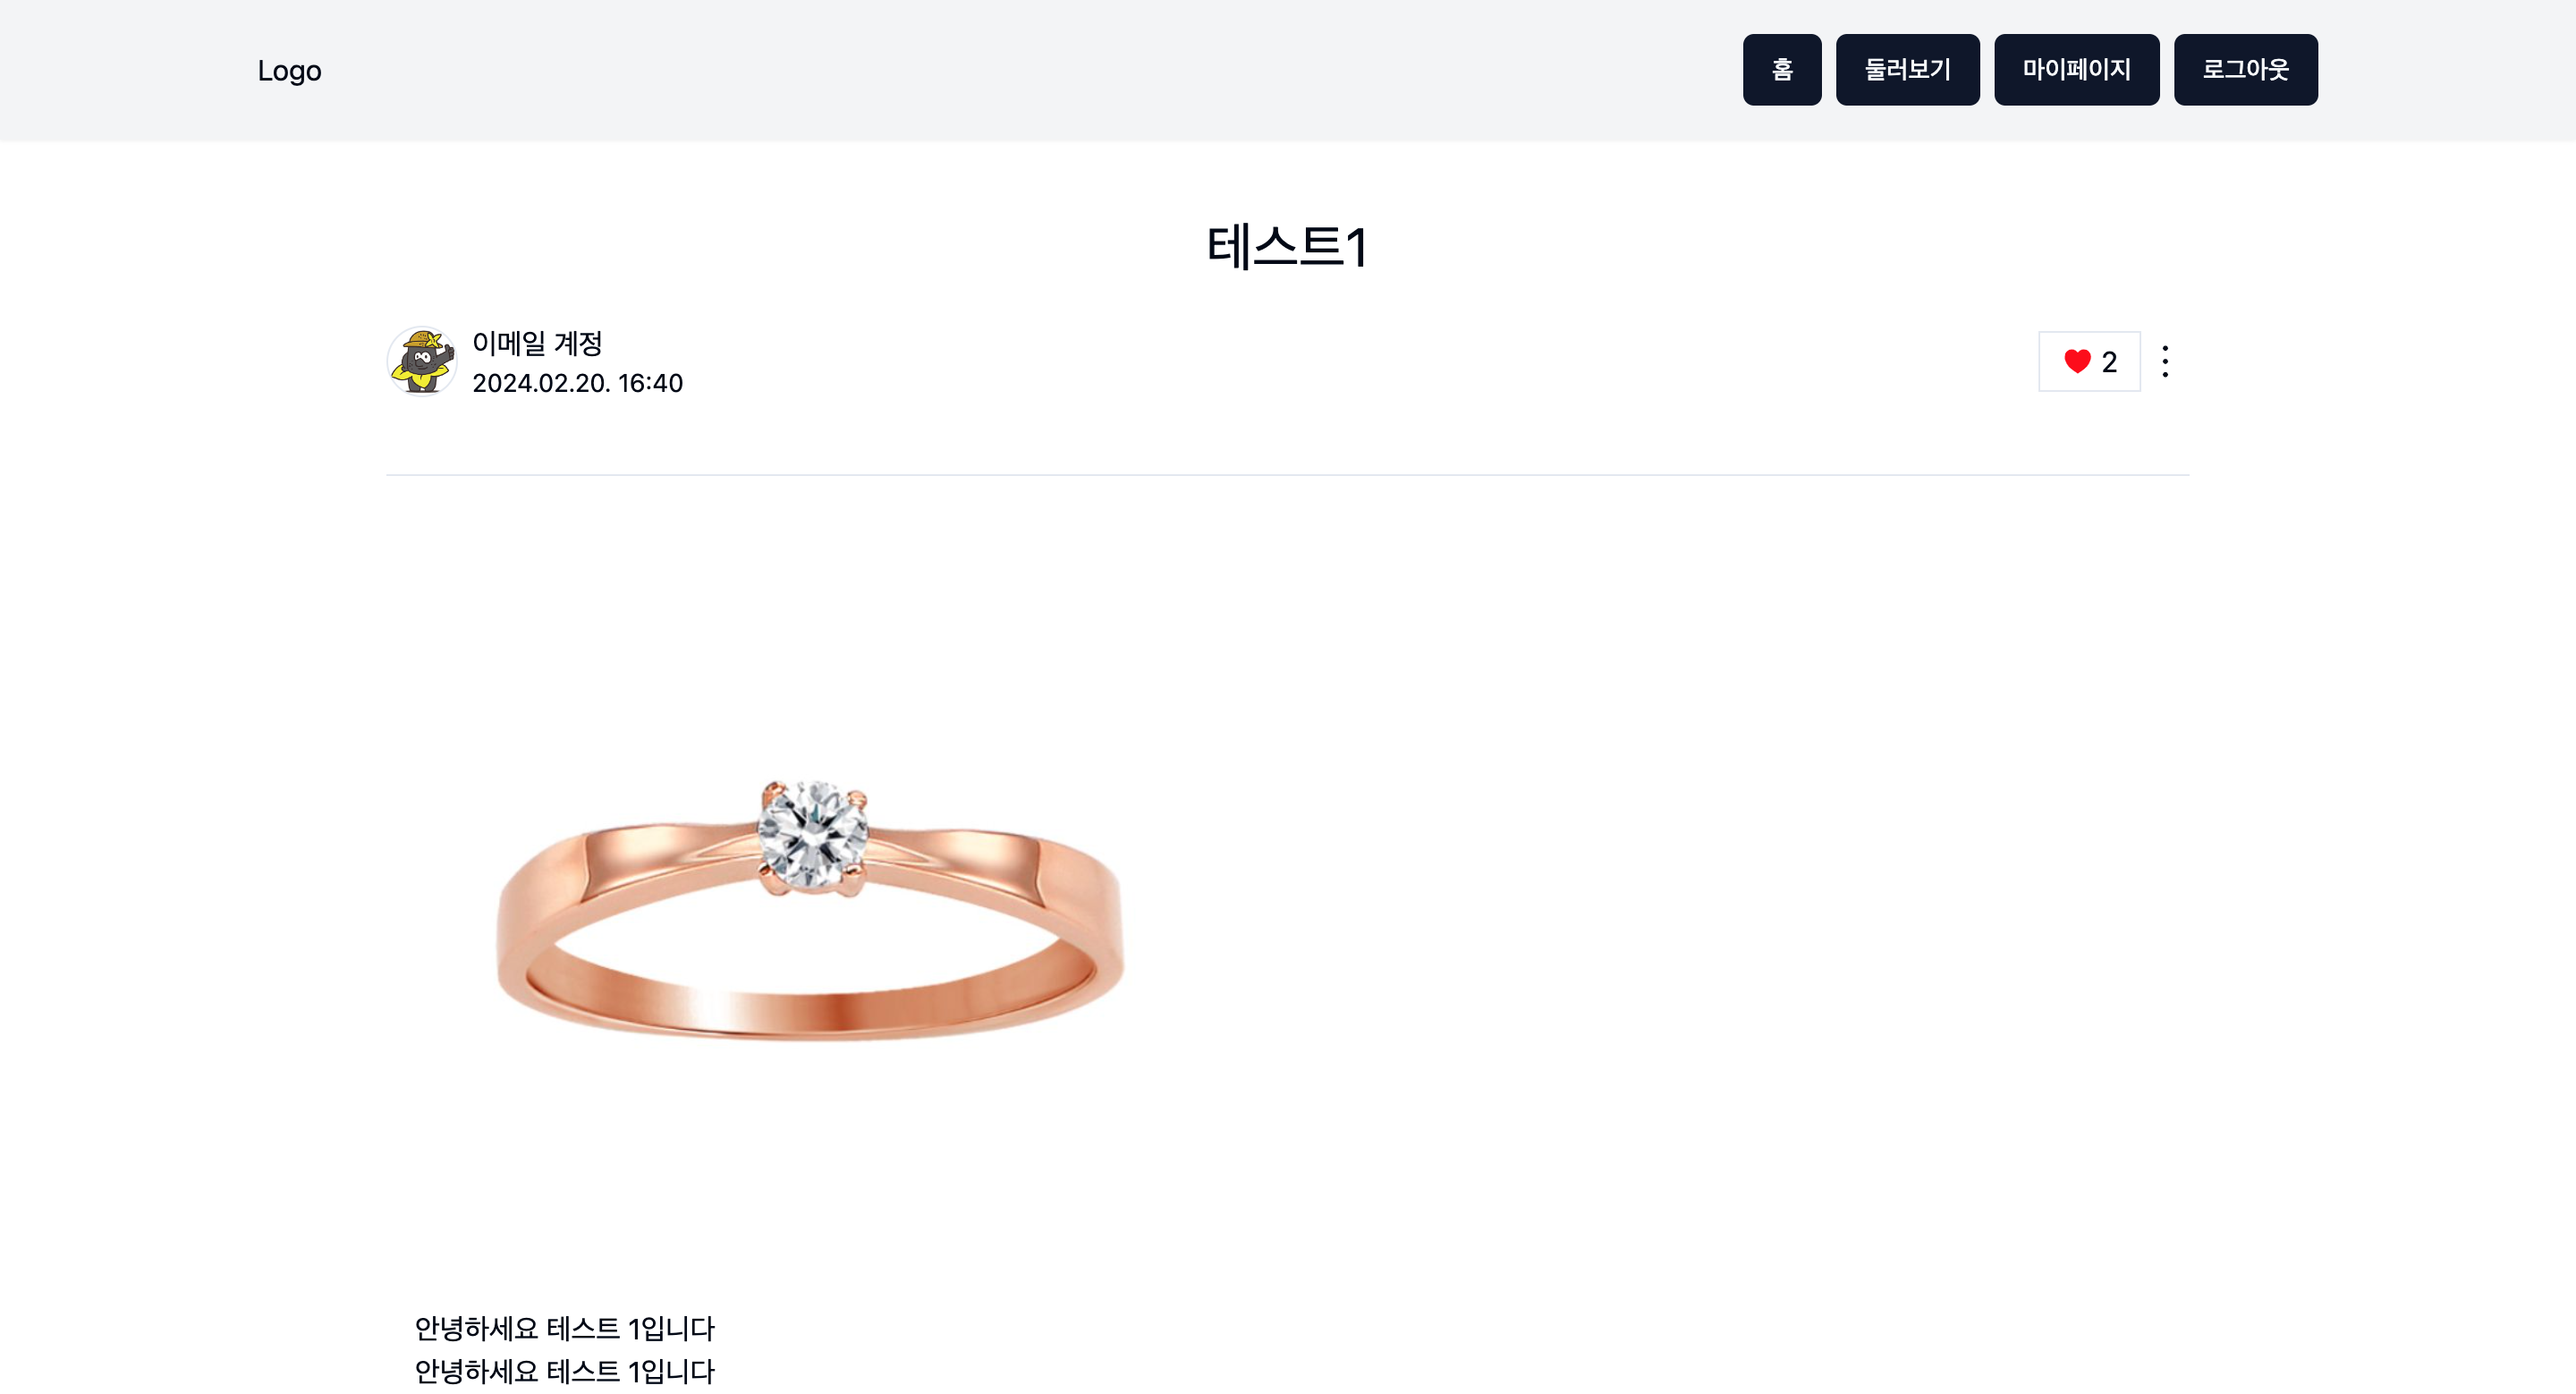 Logo
홈 둘러보기 마이페이지 로그아웃
테스트1
이메일 계정
2024.02.20. 16:40
2
안녕하세요 테스트 1입니다
안녕하세요 테스트 1입니다